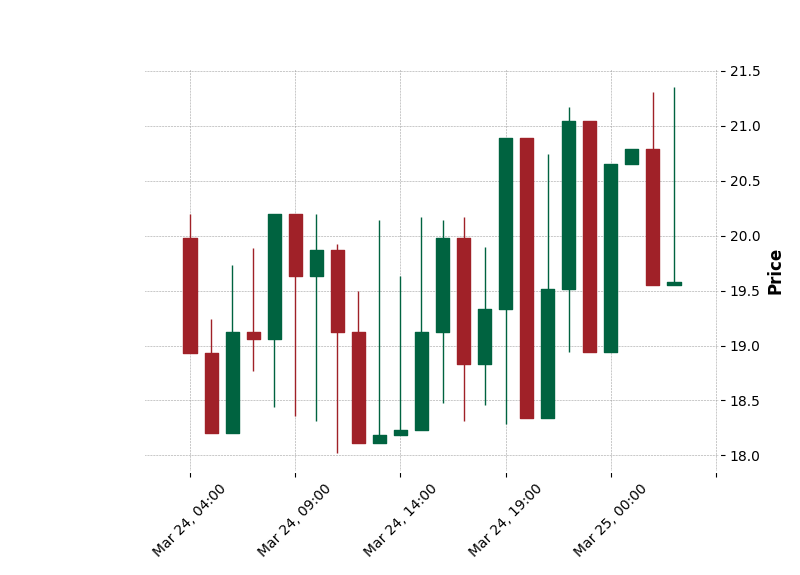 21.5
21.0
20.5
20.0
19.5
19.0
18.5
18.0
Price
Mar 24, 04:00
Mar 24, 09:00
Mar 24, 14:00
Mar 24, 19:00
Mar 25, 00:00